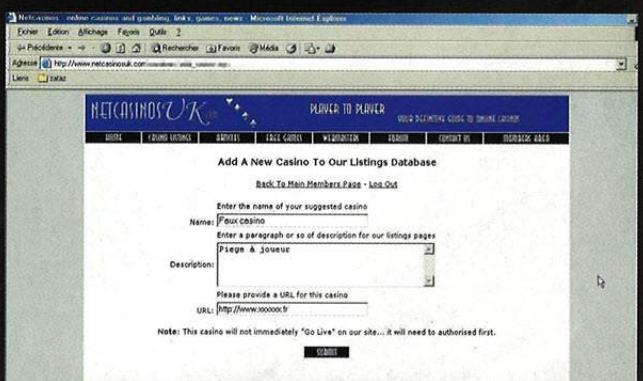 Netcasinos - online casinos and gambling, links, games, news - Microsoft Internet Explorer
Fichier Edition Affichage Favoris Outils ?
Précédente Rechercher Favoris Média
Adresse http://www.netcasinosuk.com
Liens zataz
NETCASINOS UK.com PLAYER TO PLAYER YOUR DEFINITIVE GUIDE TO ONLINE CASINOS
HOME CASINO LISTINGS ARTICLES FREE GAMES WEBMASTERS FORUM CONTACT US MEMBERS AREA
Add A New Casino To Our Listings Database
Back To Main Members Page - Log Out
Enter the name of your suggested casino
Name: Faux casino
Enter a paragraph or so of description for our listings pages
Description: Piege à joueur
Please provide a URL for this casino
URL: http://www.xxxxxx.fr
Note: This casino will not immediately "Go Live" on our site... it will need to authorised first.
SUBMIT